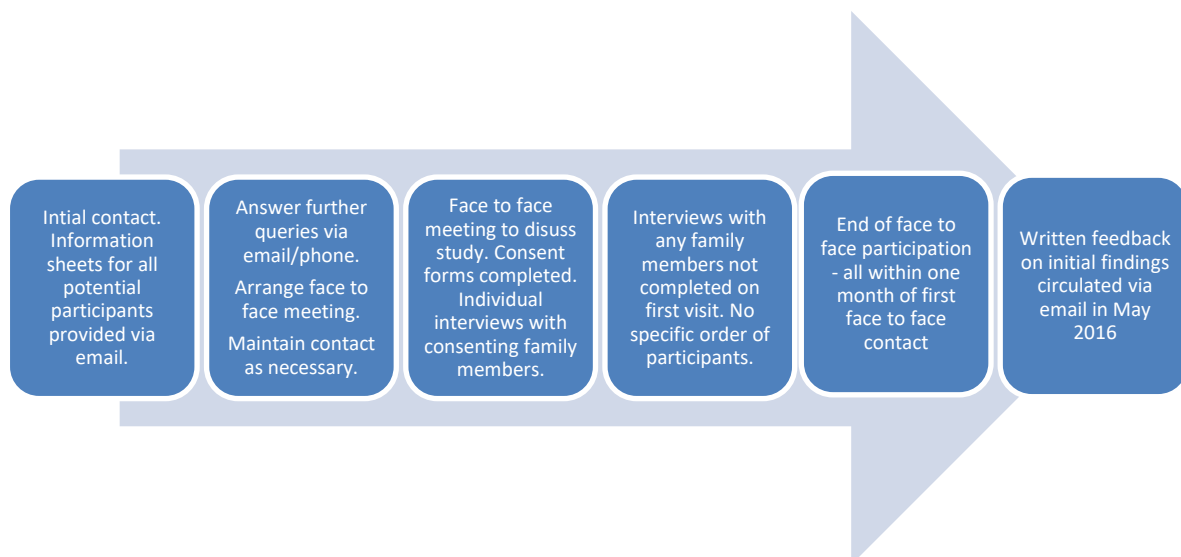 Intial contact.
Information
sheets for all
potential
participants
provided via
email.
Answer further
queries via
email/phone.
Arrange face to
face meeting.
Maintain contact
as necessary.
Face to face
meeting to disuss
study. Consent
forms completed.
Individual
interviews with
consenting family
members.
Interviews with
any family
members not
completed on
first visit. No
specific order of
participants.
End of face to
face participation
- all within one
month of first
face to face
contact
Written feedback
on initial findings
circulated via
email in May
2016